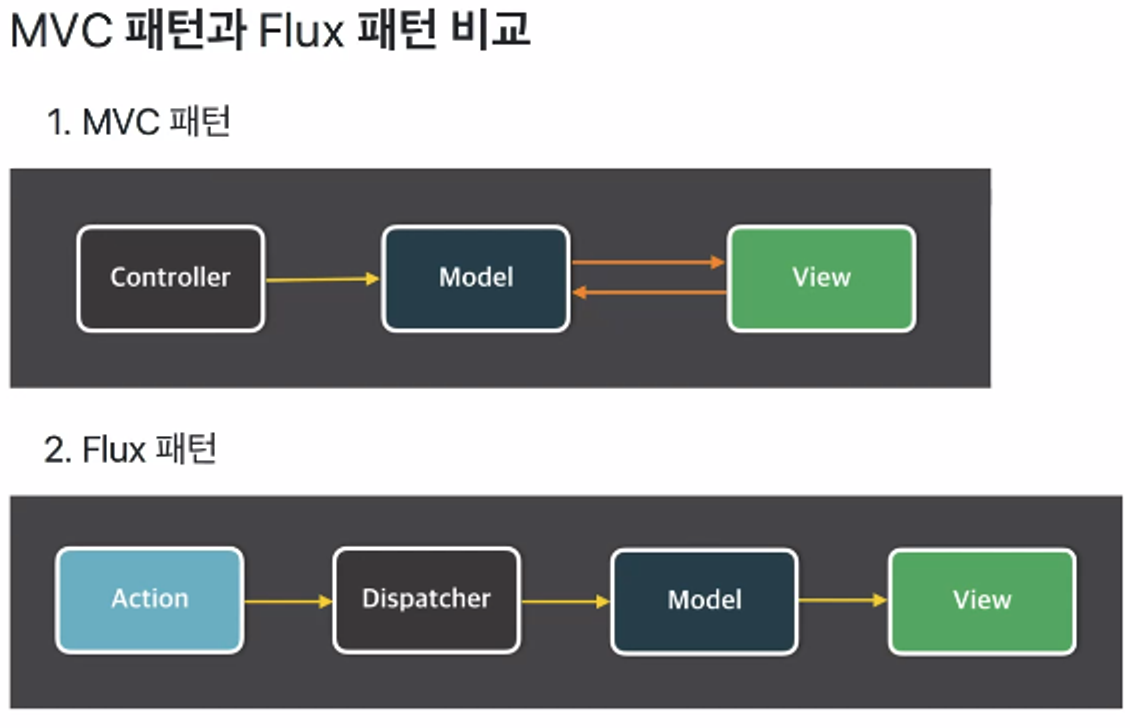 MVC 패턴과 Flux 패턴 비교
1. MVC 패턴
Controller
Model
View
2. Flux 패턴
Action
Dispatcher
Model
View